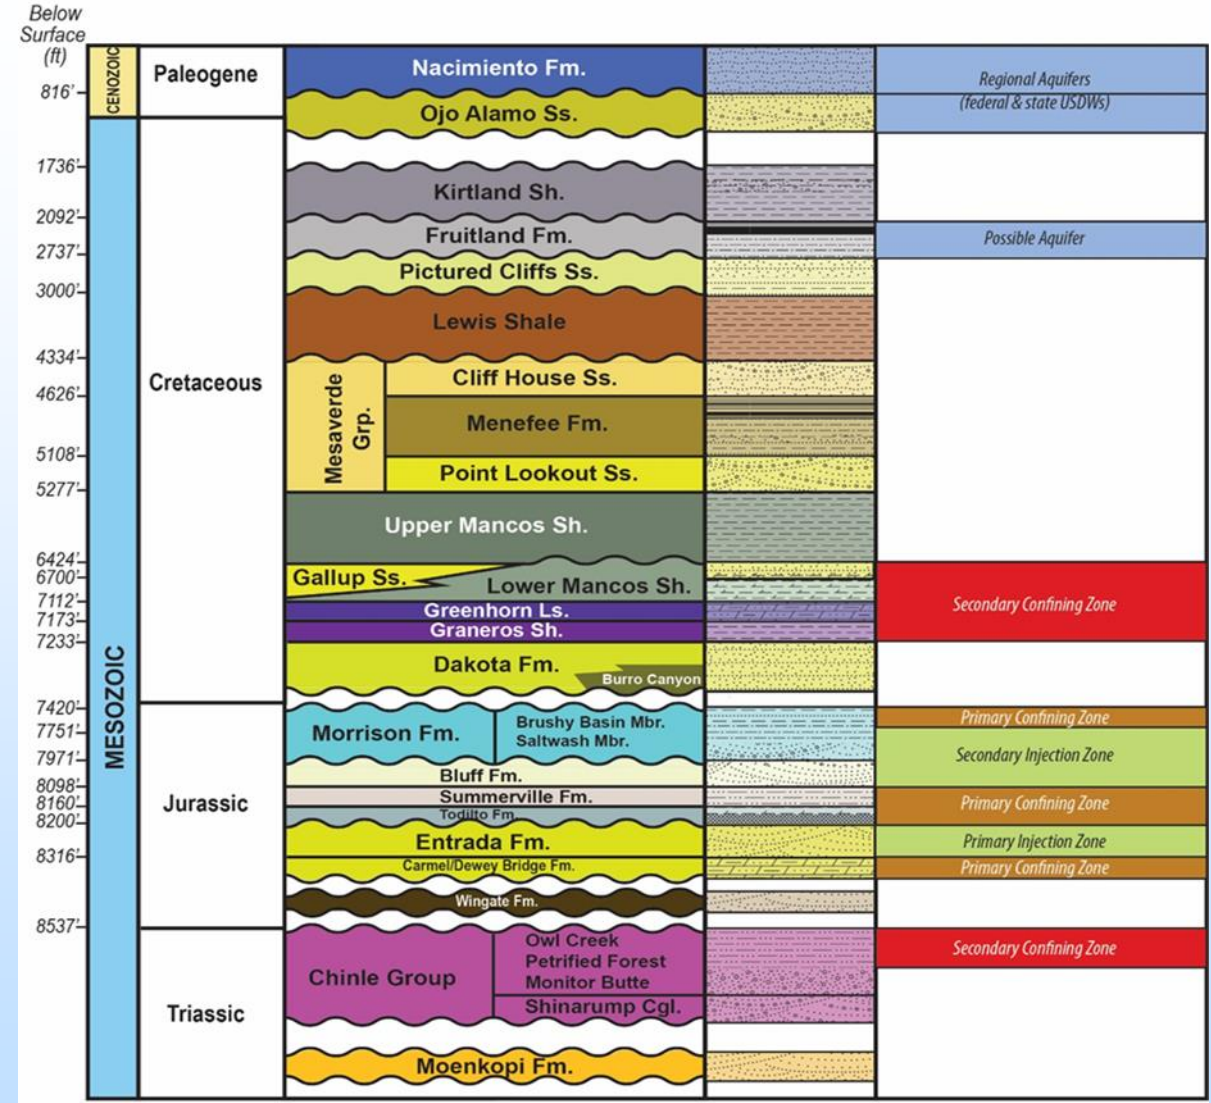 Below
Surface
(ft)
816'
1736'
2092'
2737'
3000'
4334'
4626'
5108'
5277'
6424'
6700'
7112'
7173'
7233'
7420'
7751'
7971'
8098'
8160'
8200'
8316'
8537'
CENOZOIC
MESOZOIC
Paleogene
Cretaceous
Jurassic
Triassic
Nacimiento Fm.
Ojo Alamo Ss.
Kirtland Sh.
Fruitland Fm.
Pictured Cliffs Ss.
Lewis Shale
Mesaverde
Grp.
Cliff House Ss.
Menefee Fm.
Point Lookout Ss.
Upper Mancos Sh.
Gallup Ss.
Lower Mancos Sh.
Greenhorn Ls.
Graneros Sh.
Dakota Fm.
Burro Canyon
Morrison Fm.
Brushy Basin Mbr.
Saltwash Mbr.
Bluff Fm.
Summerville Fm.
Todilto Fm.
Entrada Fm.
Carmel/Dewey Bridge Fm.
Wingate Fm.
Chinle Group
Owl Creek
Petrified Forest
Monitor Butte
Shinarump Cgl.
Moenkopi Fm.
Regional Aquifers
(federal & state USDWs)
Possible Aquifer
Secondary Confining Zone
Primary Confining Zone
Secondary Injection Zone
Primary Confining Zone
Primary Injection Zone
Primary Confining Zone
Secondary Confining Zone